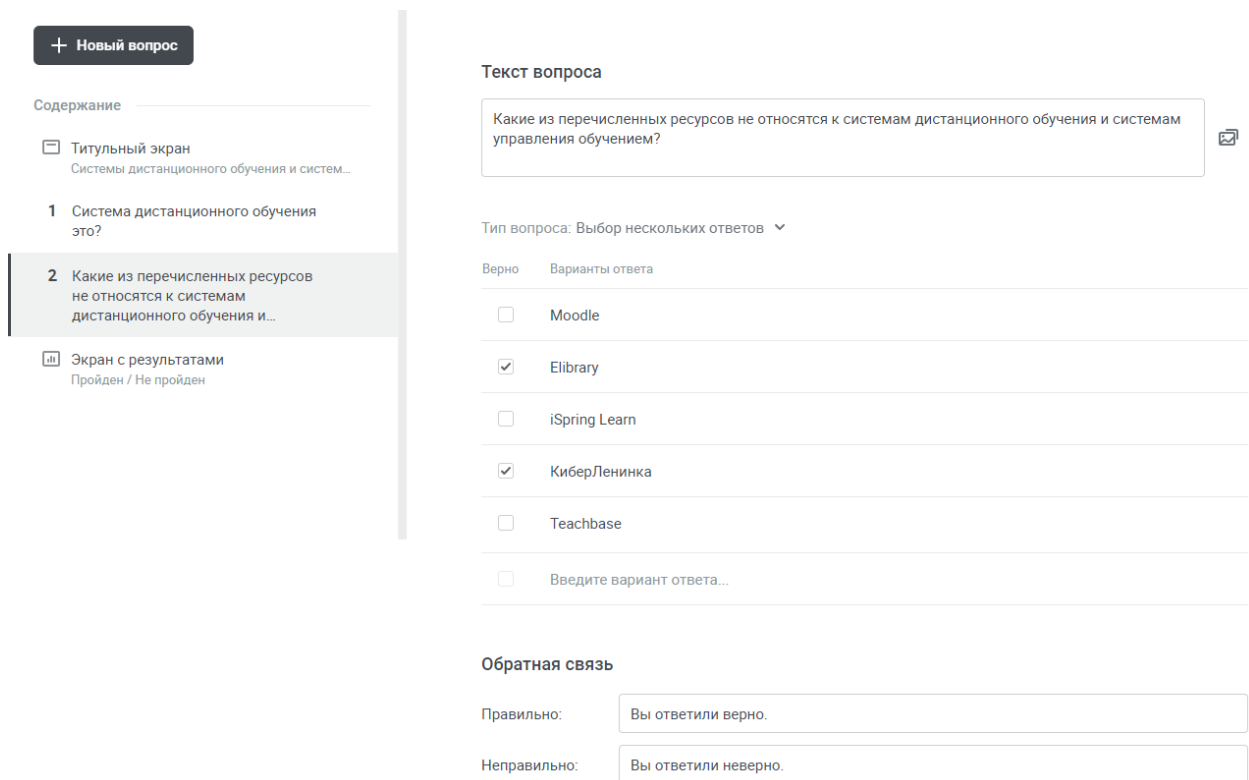 Новый вопрос
Содержание
Титульный экран
Системы дистанционного обучения и систем...
1 Система дистанционного обучения
это?
2 Какие из перечисленных ресурсов
не относятся к системам
дистанционного обучения и...
Экран с результатами
Пройден / Не пройден
Текст вопроса
Какие из перечисленных ресурсов не относятся к системам дистанционного обучения и системам
управления обучением?
Тип вопроса: Выбор нескольких ответов
Верно Варианты ответа
Moodle
Elibrary
iSpring Learn
КиберЛенинка
Teachbase
Введите вариант ответа...
Обратная связь
Правильно: Вы ответили верно.
Неправильно: Вы ответили неверно.